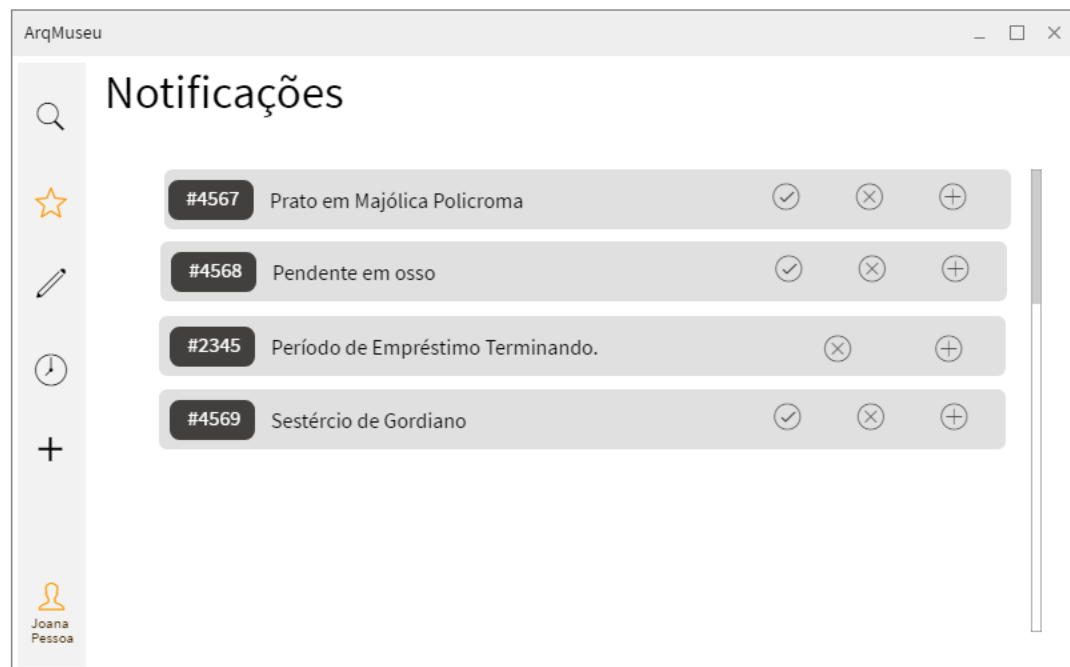 ArqMuseu
Notificações
#4567 Prato em Majólica Policroma
#4568 Pendente em osso
#2345 Período de Empréstimo Terminando.
#4569 Sestércio de Gordiano
Joana
Pessoa